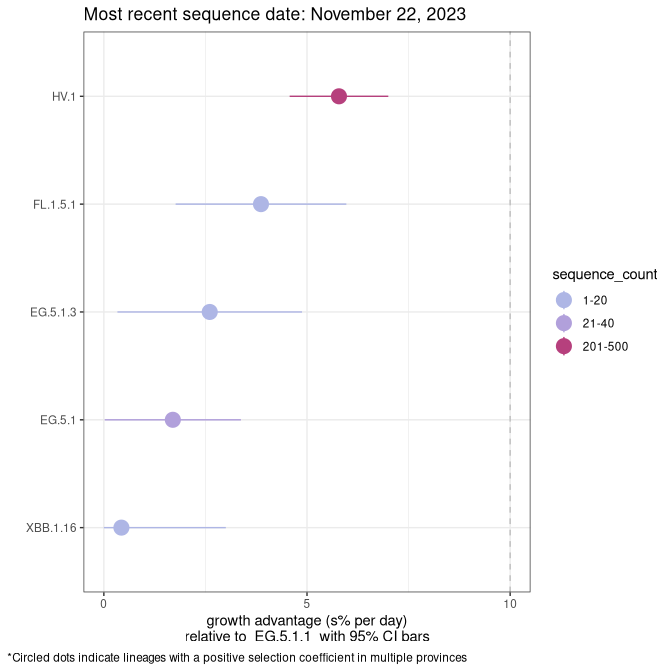 Most recent sequence date: November 22, 2023
HV.1
FL.1.5.1
EG.5.1.3
EG.5.1
XBB.1.16
0
5
10
growth advantage (s% per day)
relative to EG.5.1.1 with 95% CI bars
sequence_count
1-20
21-40
201-500
*Circled dots indicate lineages with a positive selection coefficient in multiple provinces